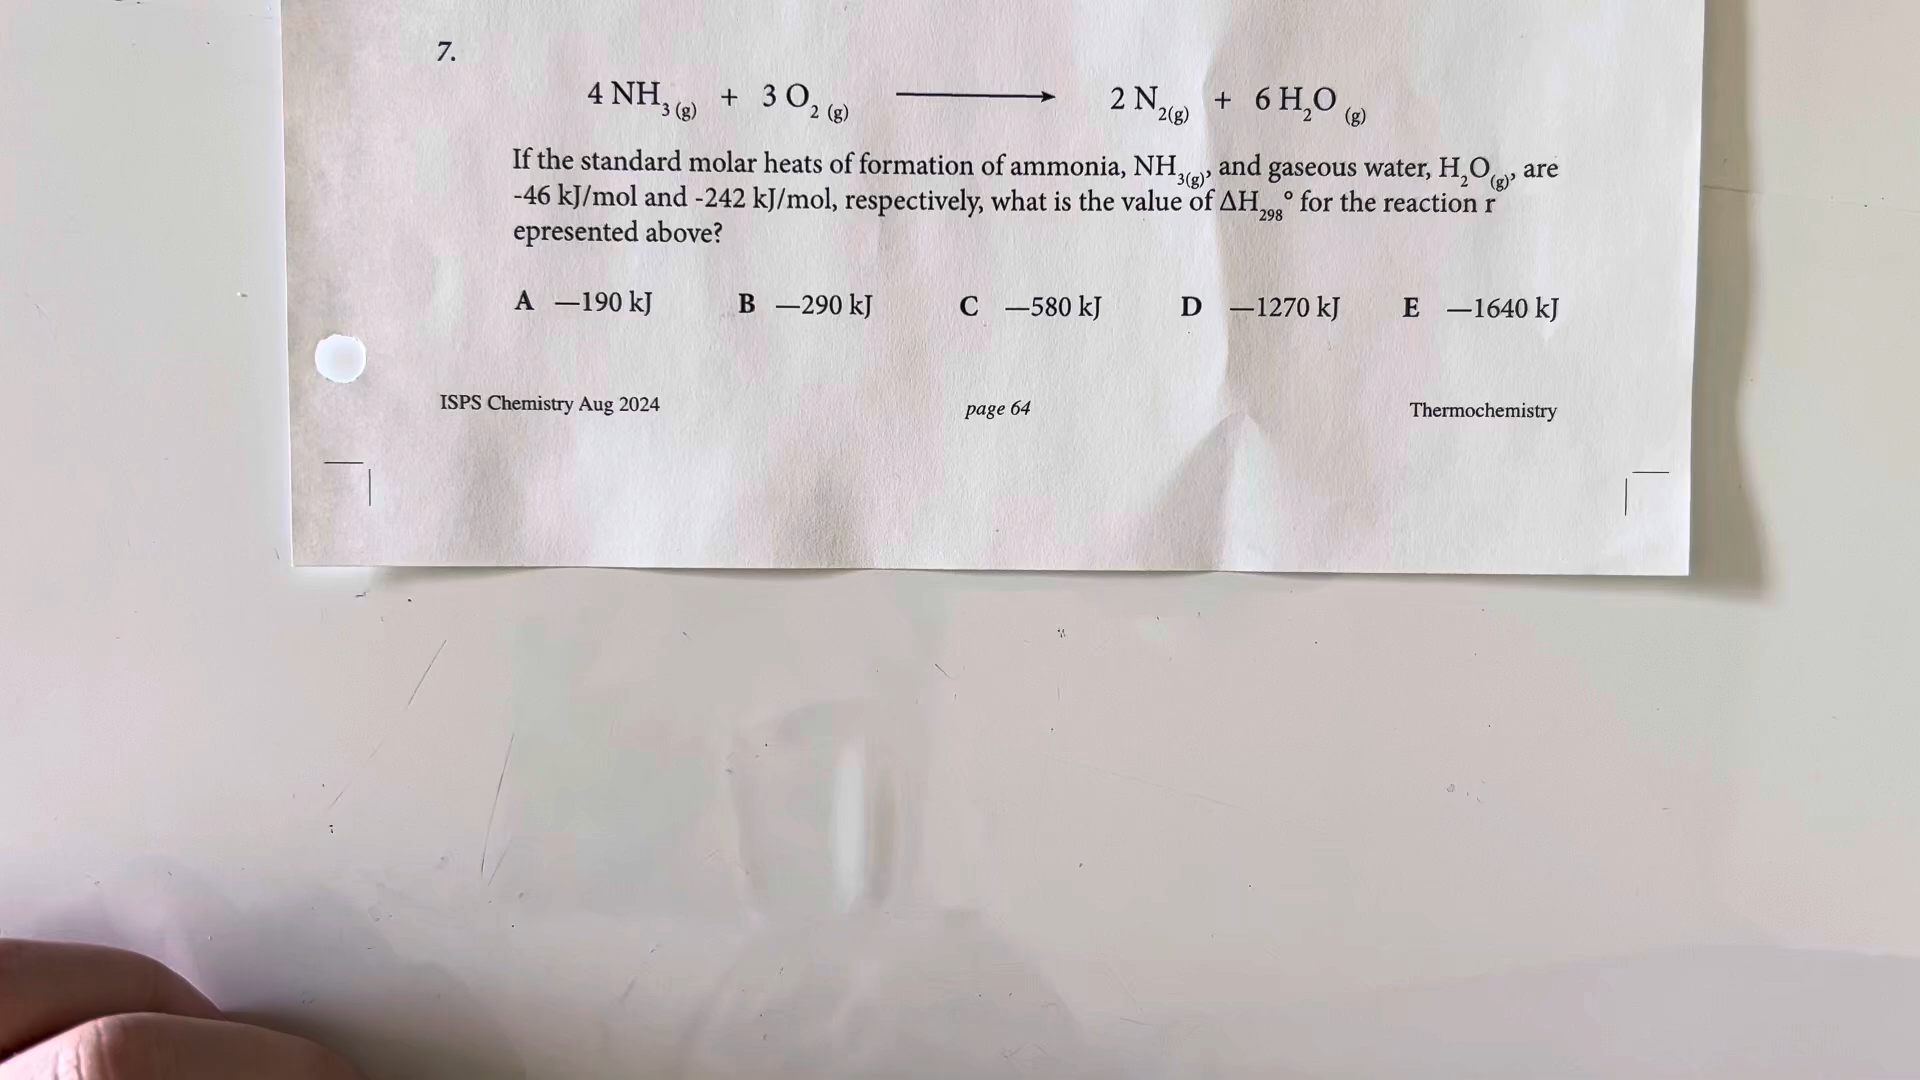 7.
4 NH₃ (g) + 3 O₂ (g) ⟶ 2 N₂(g) + 6 H₂O (g)
If the standard molar heats of formation of ammonia, NH₃(g), and gaseous water, H₂O(g), are
-46 kJ/mol and -242 kJ/mol, respectively, what is the value of ΔH₂₉₈° for the reaction r
epresented above?
A —190 kJ B —290 kJ C —580 kJ D —1270 kJ E —1640 kJ
ISPS Chemistry Aug 2024 page 64 Thermochemistry